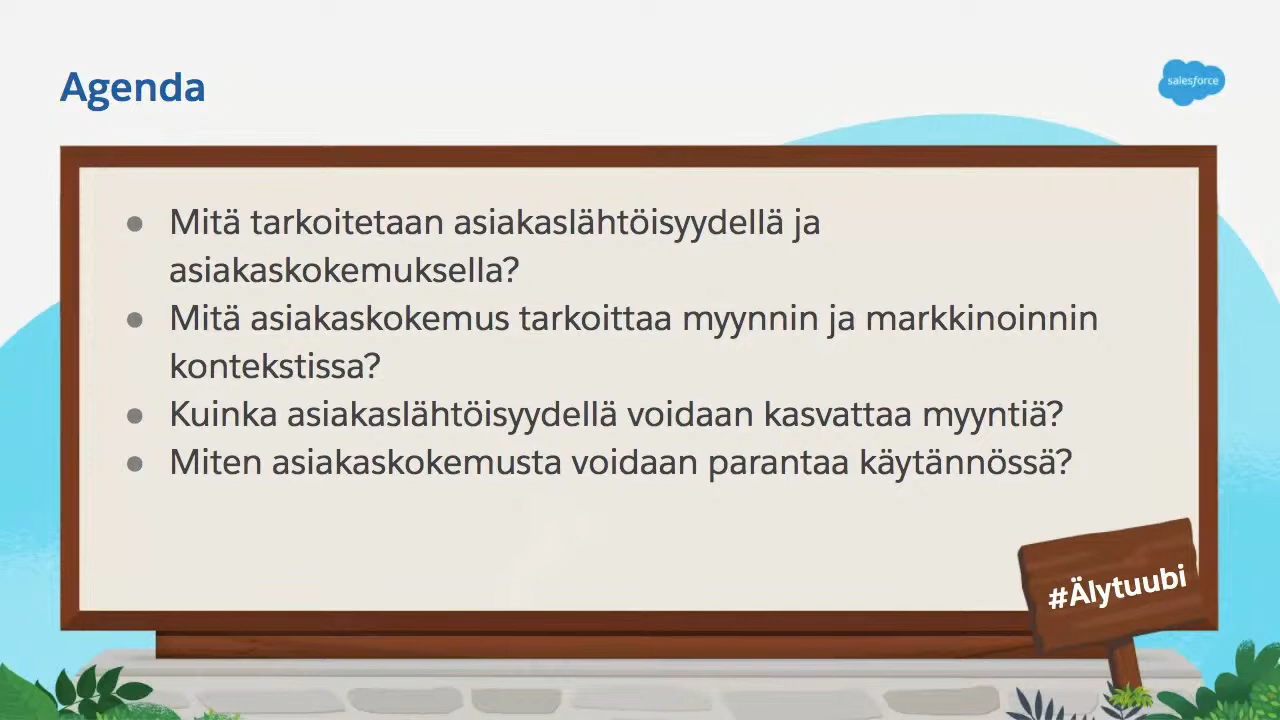 Agenda
salesforce
● Mitä tarkoitetaan asiakaslähtöisyydellä ja
asiakaskokemuksella?
● Mitä asiakaskokemus tarkoittaa myynnin ja markkinoinnin
kontekstissa?
● Kuinka asiakaslähtöisyydellä voidaan kasvattaa myyntiä?
● Miten asiakaskokemusta voidaan parantaa käytännössä?
#Älytuubi